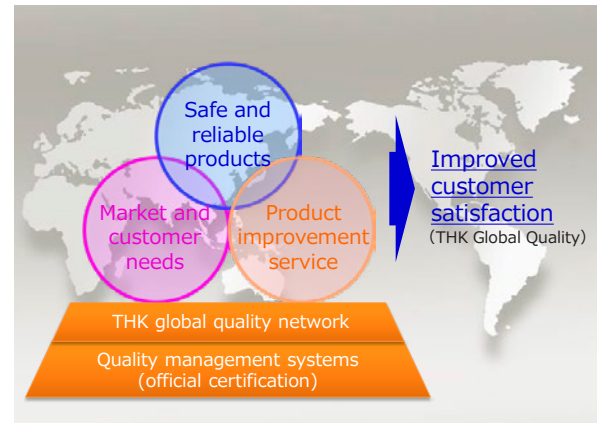 Safe and
reliable
products
Market and
customer
needs
Product
improvement
service
Improved
customer
satisfaction
(THK Global Quality)
THK global quality network
Quality management systems
(official certification)